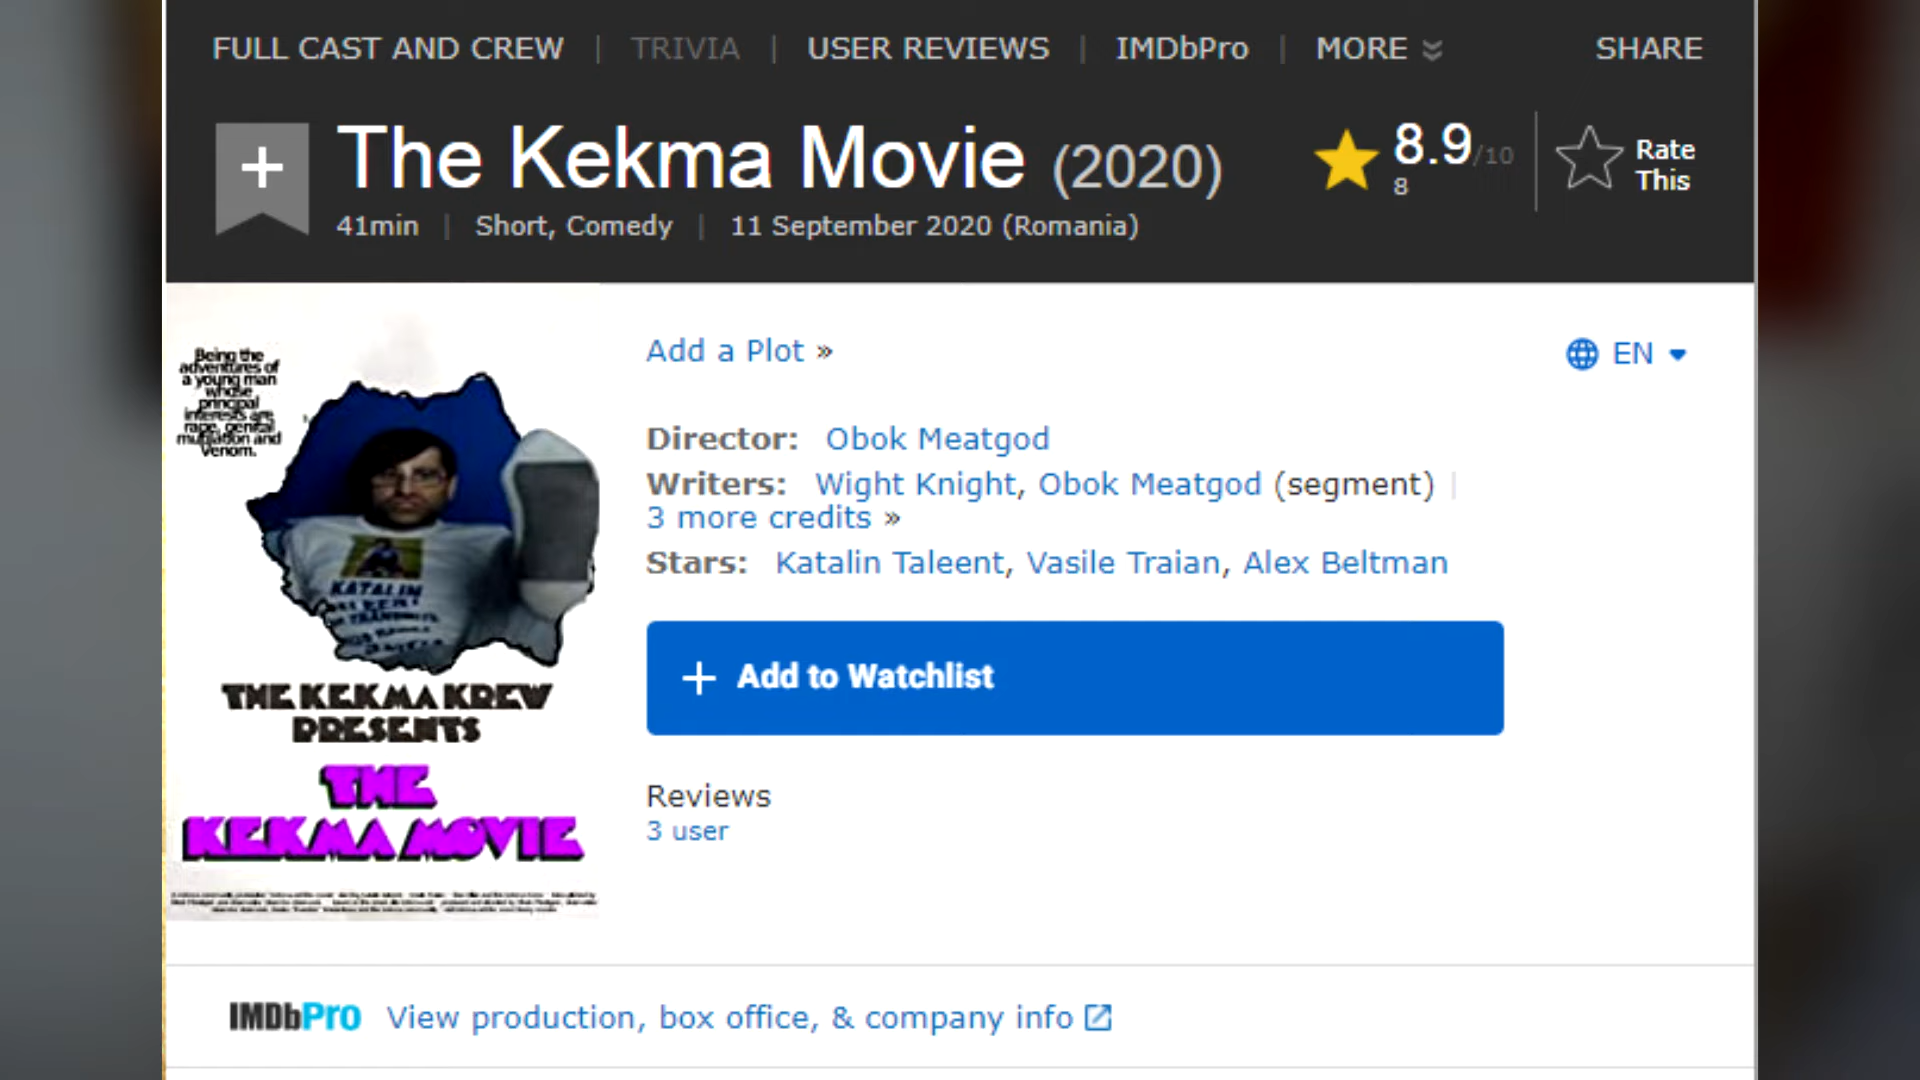 FULL CAST AND CREW | TRIVIA | USER REVIEWS | IMDbPro | MORE SHARE
The Kekma Movie (2020)
8.9/10
8
Rate
This
41min | Short, Comedy | 11 September 2020 (Romania)
Being the
adventures of
a young man
whose
principal
interests are
rape, genital
mutilation and
Venom.
KATALIN
THE KEKMA KREW
PRESENTS
THE
KEKMA MOVIE
Add a Plot »
EN
Director: Obok Meatgod
Writers: Wight Knight, Obok Meatgod (segment) |
3 more credits »
Stars: Katalin Taleent, Vasile Traian, Alex Beltman
+ Add to Watchlist
Reviews
3 user
IMDbPro View production, box office, & company info